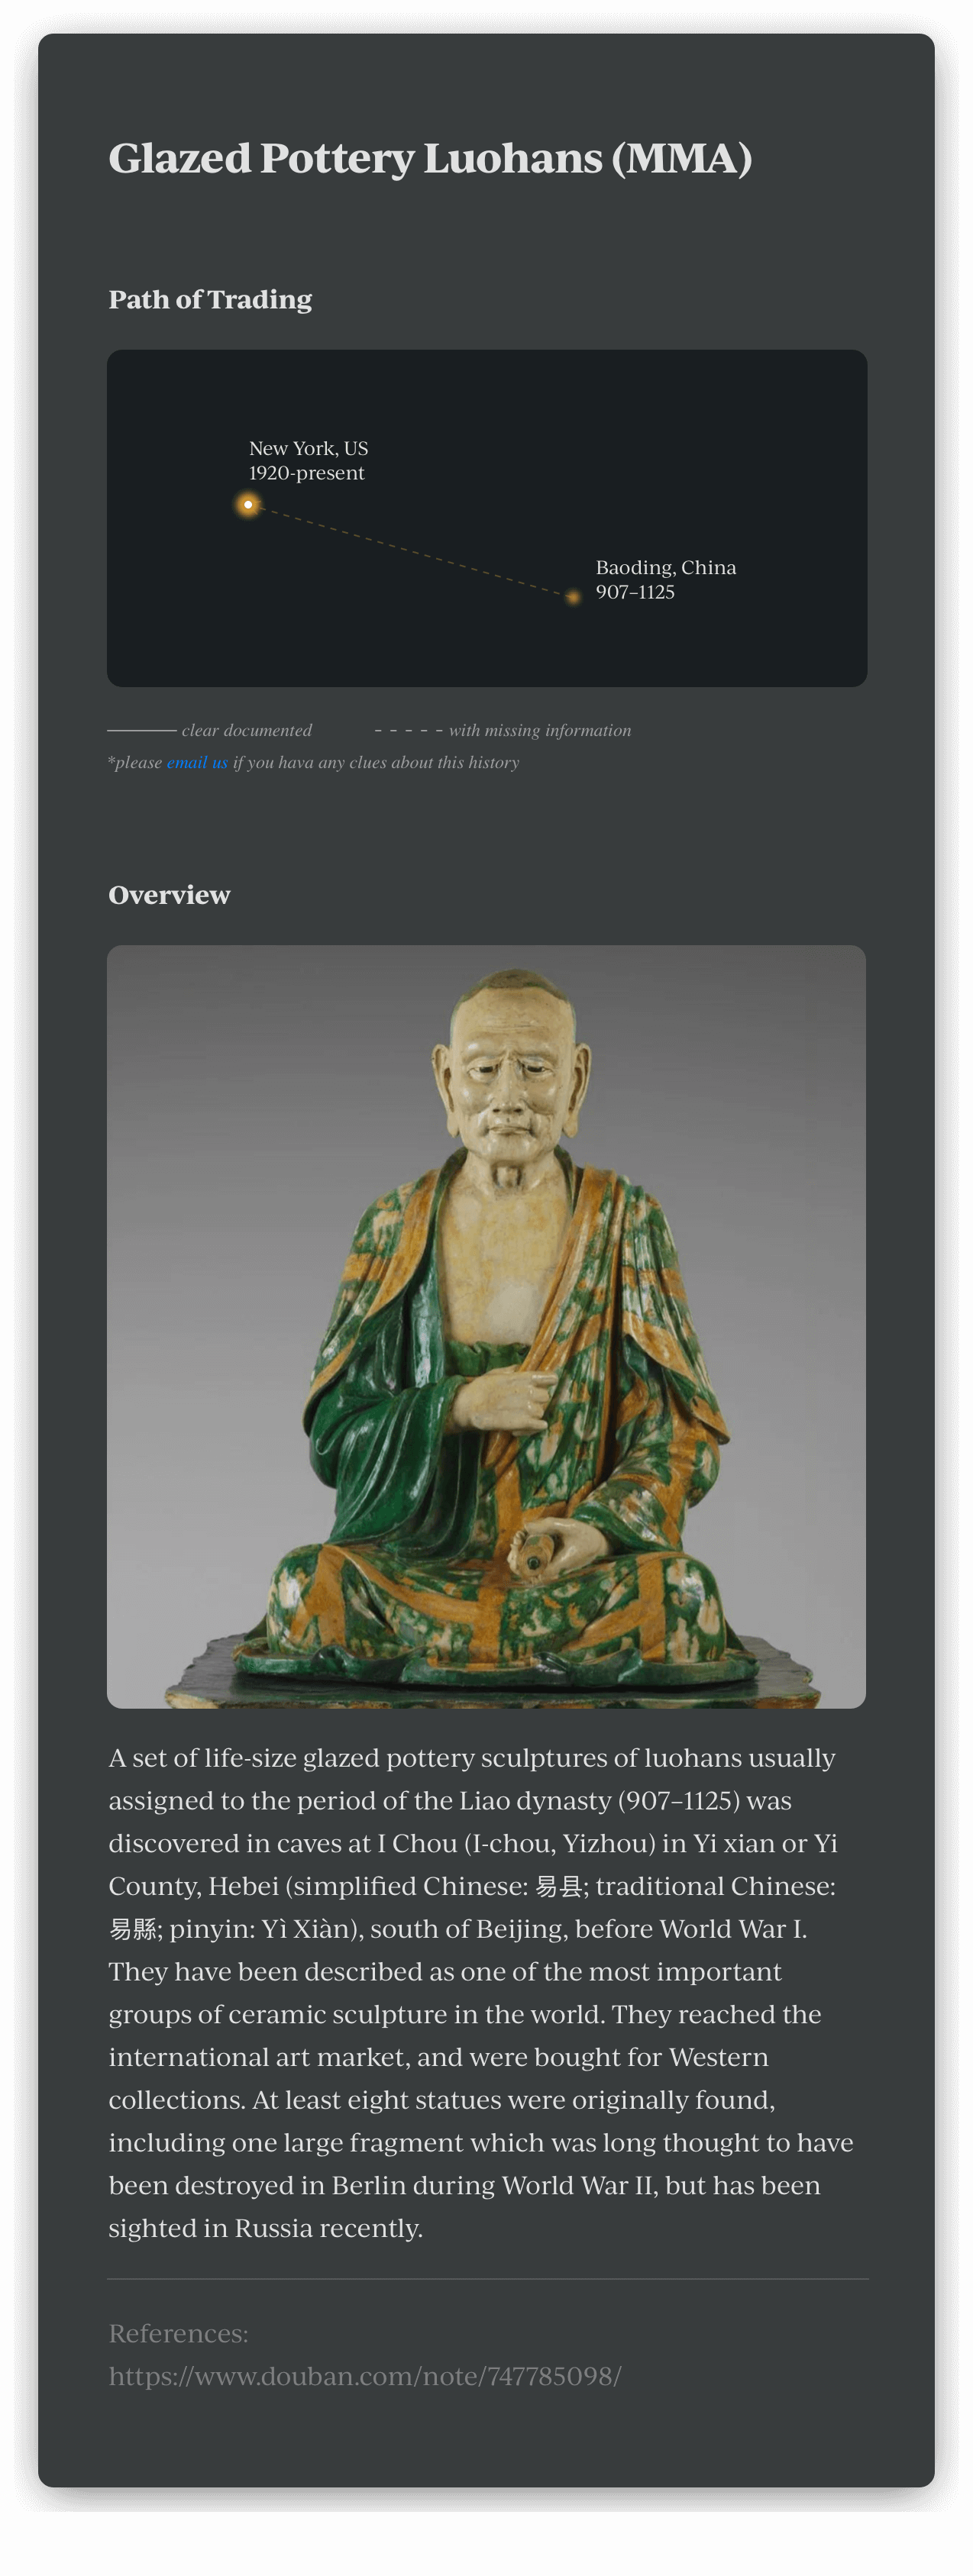 Glazed Pottery Luohans (MMA)
Path of Trading
New York, US
1920-present
Baoding, China
907–1125
clear documented
with missing information
*please email us if you hava any clues about this history
Overview
A set of life-size glazed pottery sculptures of luohans usually
assigned to the period of the Liao dynasty (907–1125) was
discovered in caves at I Chou (I-chou, Yizhou) in Yi xian or Yi
County, Hebei (simplified Chinese: 易县; traditional Chinese:
易縣; pinyin: Yì Xiàn), south of Beijing, before World War I.
They have been described as one of the most important
groups of ceramic sculpture in the world. They reached the
international art market, and were bought for Western
collections. At least eight statues were originally found,
including one large fragment which was long thought to have
been destroyed in Berlin during World War II, but has been
sighted in Russia recently.
References:
https://www.douban.com/note/747785098/